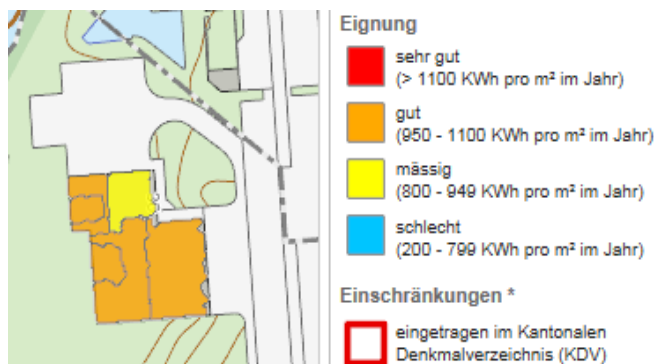 Eignung
sehr gut
(> 1100 KWh pro m² im Jahr)
gut
(950 - 1100 KWh pro m² im Jahr)
mässig
(800 - 949 KWh pro m² im Jahr)
schlecht
(200 - 799 KWh pro m² im Jahr)
Einschränkungen *
eingetragen im Kantonalen
Denkmalverzeichnis (KDV)